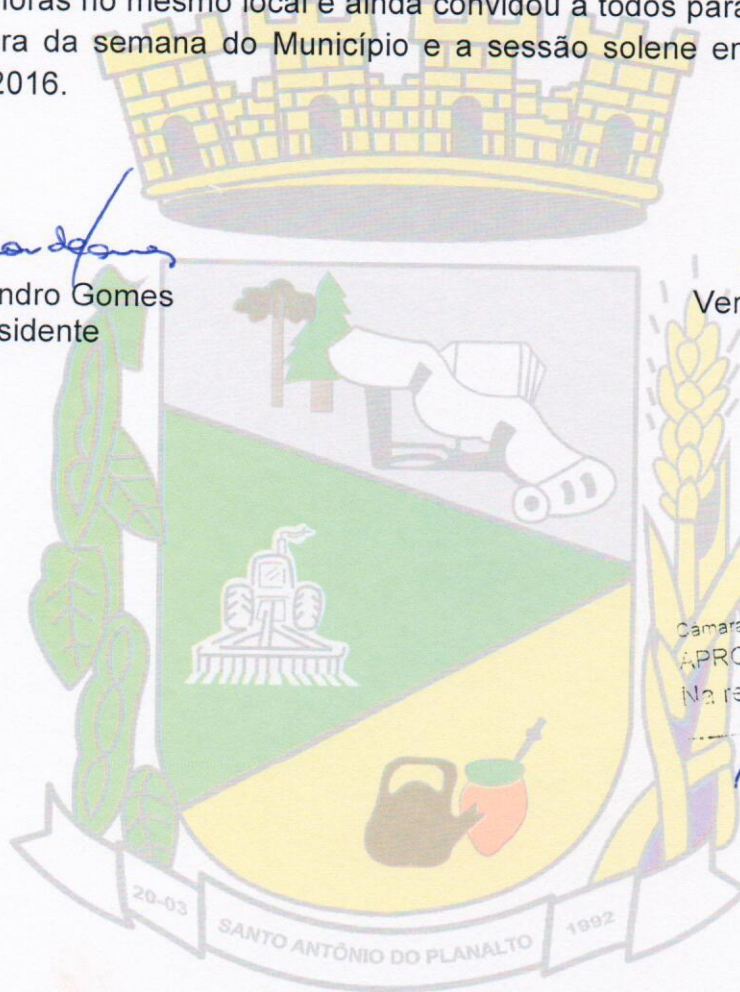 horas no mesmo local e ainda convidou a todos para
ra da semana do Município e a sessão solene en
2016.
ndro Gomes
sidente
Ver
Câmara
APRO
Na re
20-03
SANTO ANTÔNIO DO PLANALTO
1992